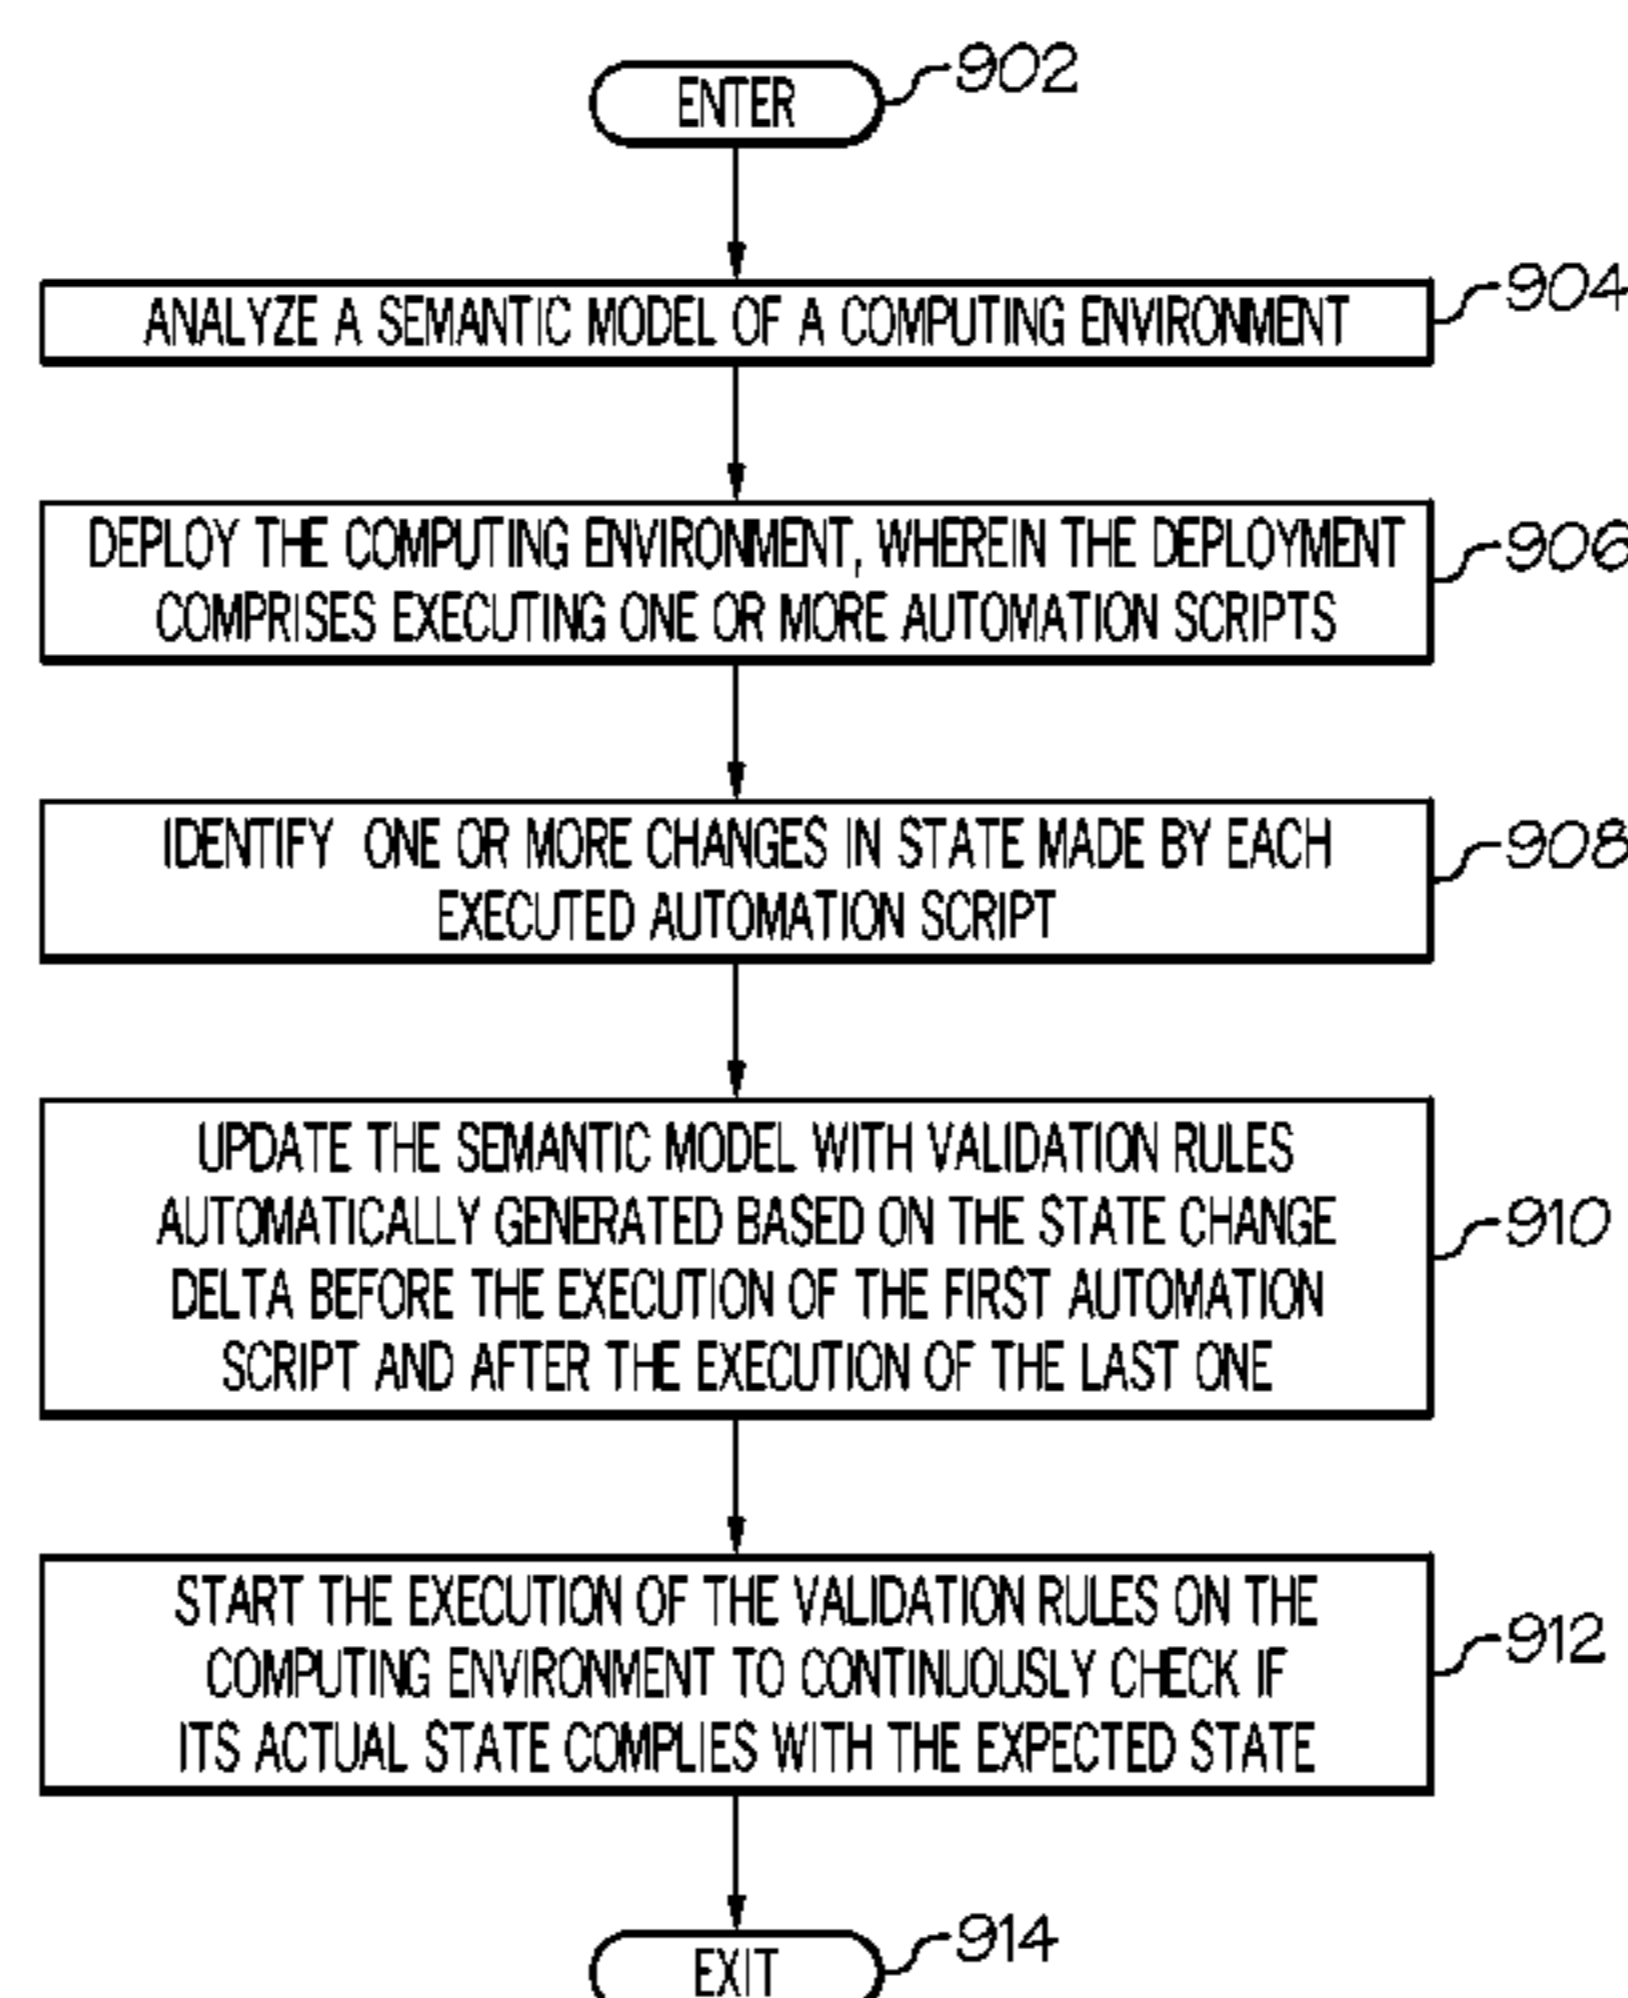 ENTER
902
ANALYZE A SEMANTIC MODEL OF A COMPUTING ENVIRONMENT
904
DEPLOY THE COMPUTING ENVIRONMENT, WHEREIN THE DEPLOYMENT
COMPRISES EXECUTING ONE OR MORE AUTOMATION SCRIPTS
906
IDENTIFY ONE OR MORE CHANGES IN STATE MADE BY EACH
EXECUTED AUTOMATION SCRIPT
908
UPDATE THE SEMANTIC MODEL WITH VALIDATION RULES
AUTOMATICALLY GENERATED BASED ON THE STATE CHANGE
DELTA BEFORE THE EXECUTION OF THE FIRST AUTOMATION
SCRIPT AND AFTER THE EXECUTION OF THE LAST ONE
910
START THE EXECUTION OF THE VALIDATION RULES ON THE
COMPUTING ENVIRONMENT TO CONTINUOUSLY CHECK IF
ITS ACTUAL STATE COMPLIES WITH THE EXPECTED STATE
912
EXIT
914